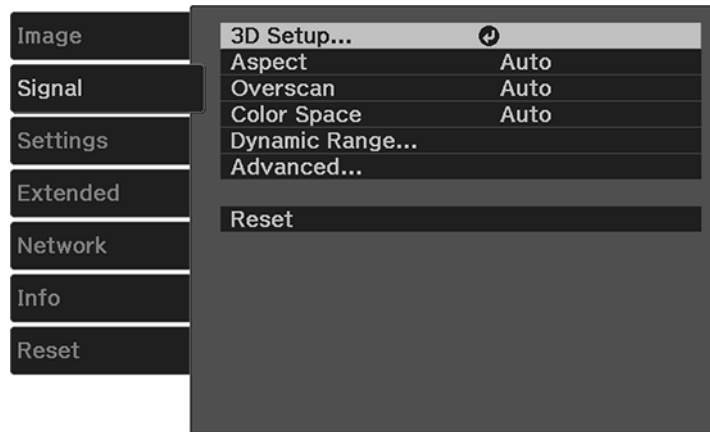 Image
Signal
Settings
Extended
Network
Info
Reset
3D Setup...
Aspect Auto
Overscan Auto
Color Space Auto
Dynamic Range...
Advanced...
Reset